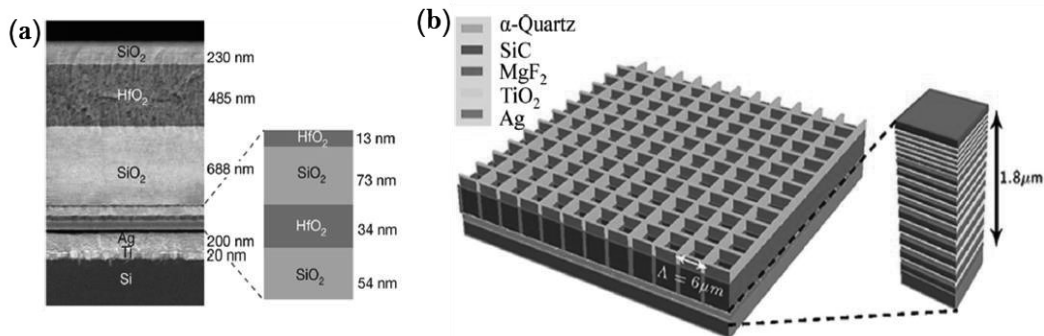 (a)
SiO₂
230 nm
HfO₂
485 nm
SiO₂
688 nm
Ag
200 nm
Ti
20 nm
Si
HfO₂
13 nm
SiO₂
73 nm
HfO₂
34 nm
SiO₂
54 nm
(b)
α-Quartz
SiC
MgF₂
TiO₂
Ag
Λ = 6μm
1.8μm